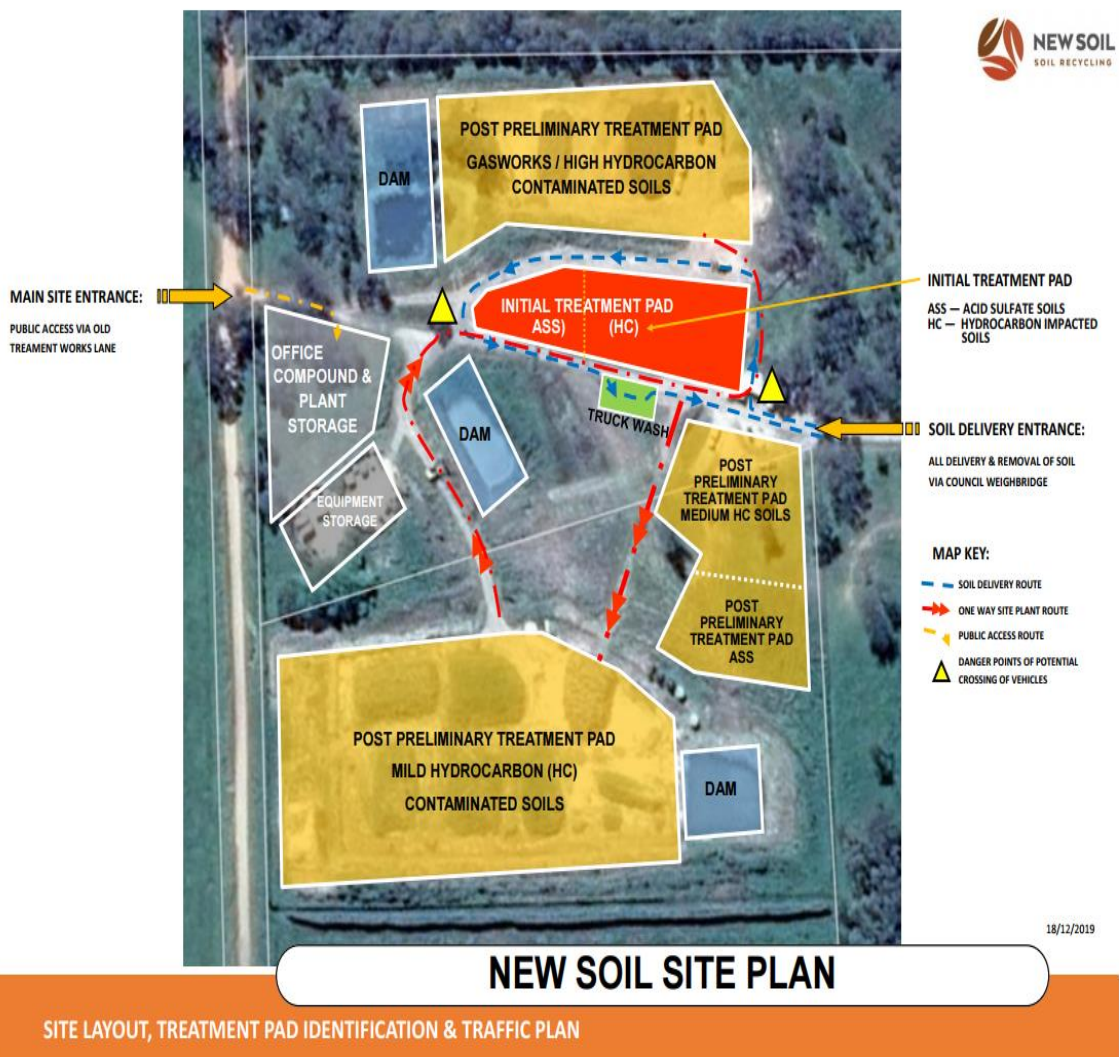 NEW SOIL
SOIL RECYCLING
POST PRELIMINARY TREATMENT PAD
GASWORKS / HIGH HYDROCARBON
CONTAMINATED SOILS
DAM
INITIAL TREATMENT PAD
ASS) (HC)
INITIAL TREATMENT PAD
ASS — ACID SULFATE SOILS
HC — HYDROCARBON IMPACTED
SOILS
MAIN SITE ENTRANCE:
PUBLIC ACCESS VIA OLD
TREAMENT WORKS LANE
OFFICE
COMPOUND &
PLANT
STORAGE
DAM
TRUCK WASH
EQUIPMENT
STORAGE
SOIL DELIVERY ENTRANCE:
ALL DELIVERY & REMOVAL OF SOIL
VIA COUNCIL WEIGHBRIDGE
POST
PRELIMINARY
TREATMENT PAD
MEDIUM HC SOILS
POST
PRELIMINARY
TREATMENT PAD
ASS
MAP KEY:
SOIL DELIVERY ROUTE
ONE WAY SITE PLANT ROUTE
PUBLIC ACCESS ROUTE
DANGER POINTS OF POTENTIAL
CROSSING OF VEHICLES
POST PRELIMINARY TREATMENT PAD
MILD HYDROCARBON (HC)
CONTAMINATED SOILS
DAM
18/12/2019
NEW SOIL SITE PLAN
SITE LAYOUT, TREATMENT PAD IDENTIFICATION & TRAFFIC PLAN